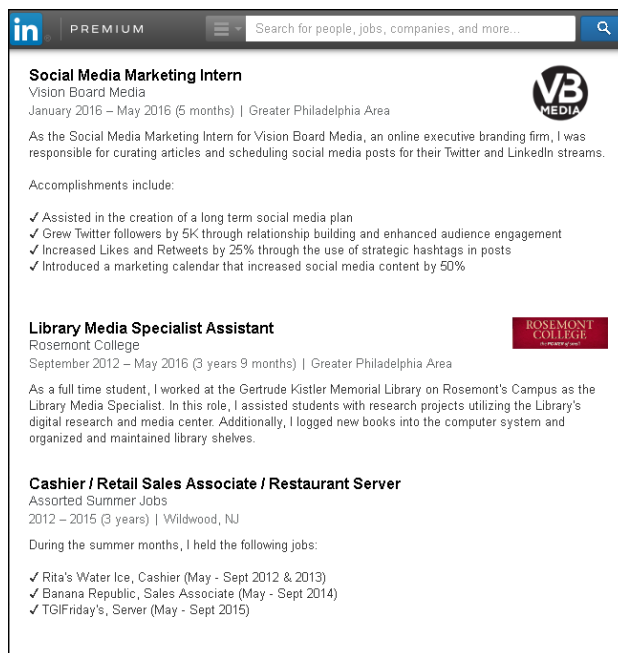 in PREMIUM Search for people, jobs, companies, and more...
Social Media Marketing Intern
Vision Board Media
January 2016 – May 2016 (5 months) | Greater Philadelphia Area
VB
MEDIA
As the Social Media Marketing Intern for Vision Board Media, an online executive branding firm, I was
responsible for curating articles and scheduling social media posts for their Twitter and LinkedIn streams.
Accomplishments include:
✓ Assisted in the creation of a long term social media plan
✓ Grew Twitter followers by 5K through relationship building and enhanced audience engagement
✓ Increased Likes and Retweets by 25% through the use of strategic hashtags in posts
✓ Introduced a marketing calendar that increased social media content by 50%
Library Media Specialist Assistant
Rosemont College
September 2012 – May 2016 (3 years 9 months) | Greater Philadelphia Area
ROSEMONT
COLLEGE
the POWER of small
As a full time student, I worked at the Gertrude Kistler Memorial Library on Rosemont's Campus as the
Library Media Specialist. In this role, I assisted students with research projects utilizing the Library's
digital research and media center. Additionally, I logged new books into the computer system and
organized and maintained library shelves.
Cashier / Retail Sales Associate / Restaurant Server
Assorted Summer Jobs
2012 – 2015 (3 years) | Wildwood, NJ
During the summer months, I held the following jobs:
✓ Rita's Water Ice, Cashier (May - Sept 2012 & 2013)
✓ Banana Republic, Sales Associate (May - Sept 2014)
✓ TGIFriday's, Server (May - Sept 2015)